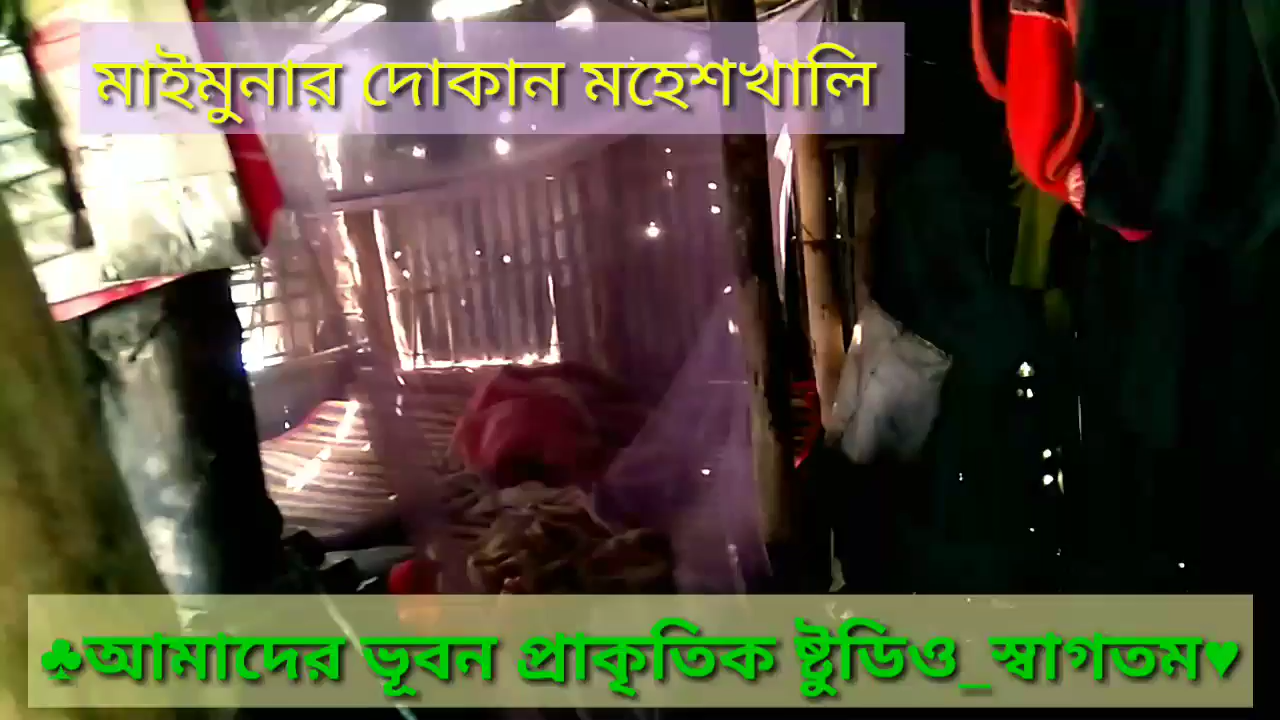 মাইমুনার দোকান মহেশখালি
♣আমাদের ভূবন প্রাকৃতিক ষ্টুডিও_স্বাগতম♥